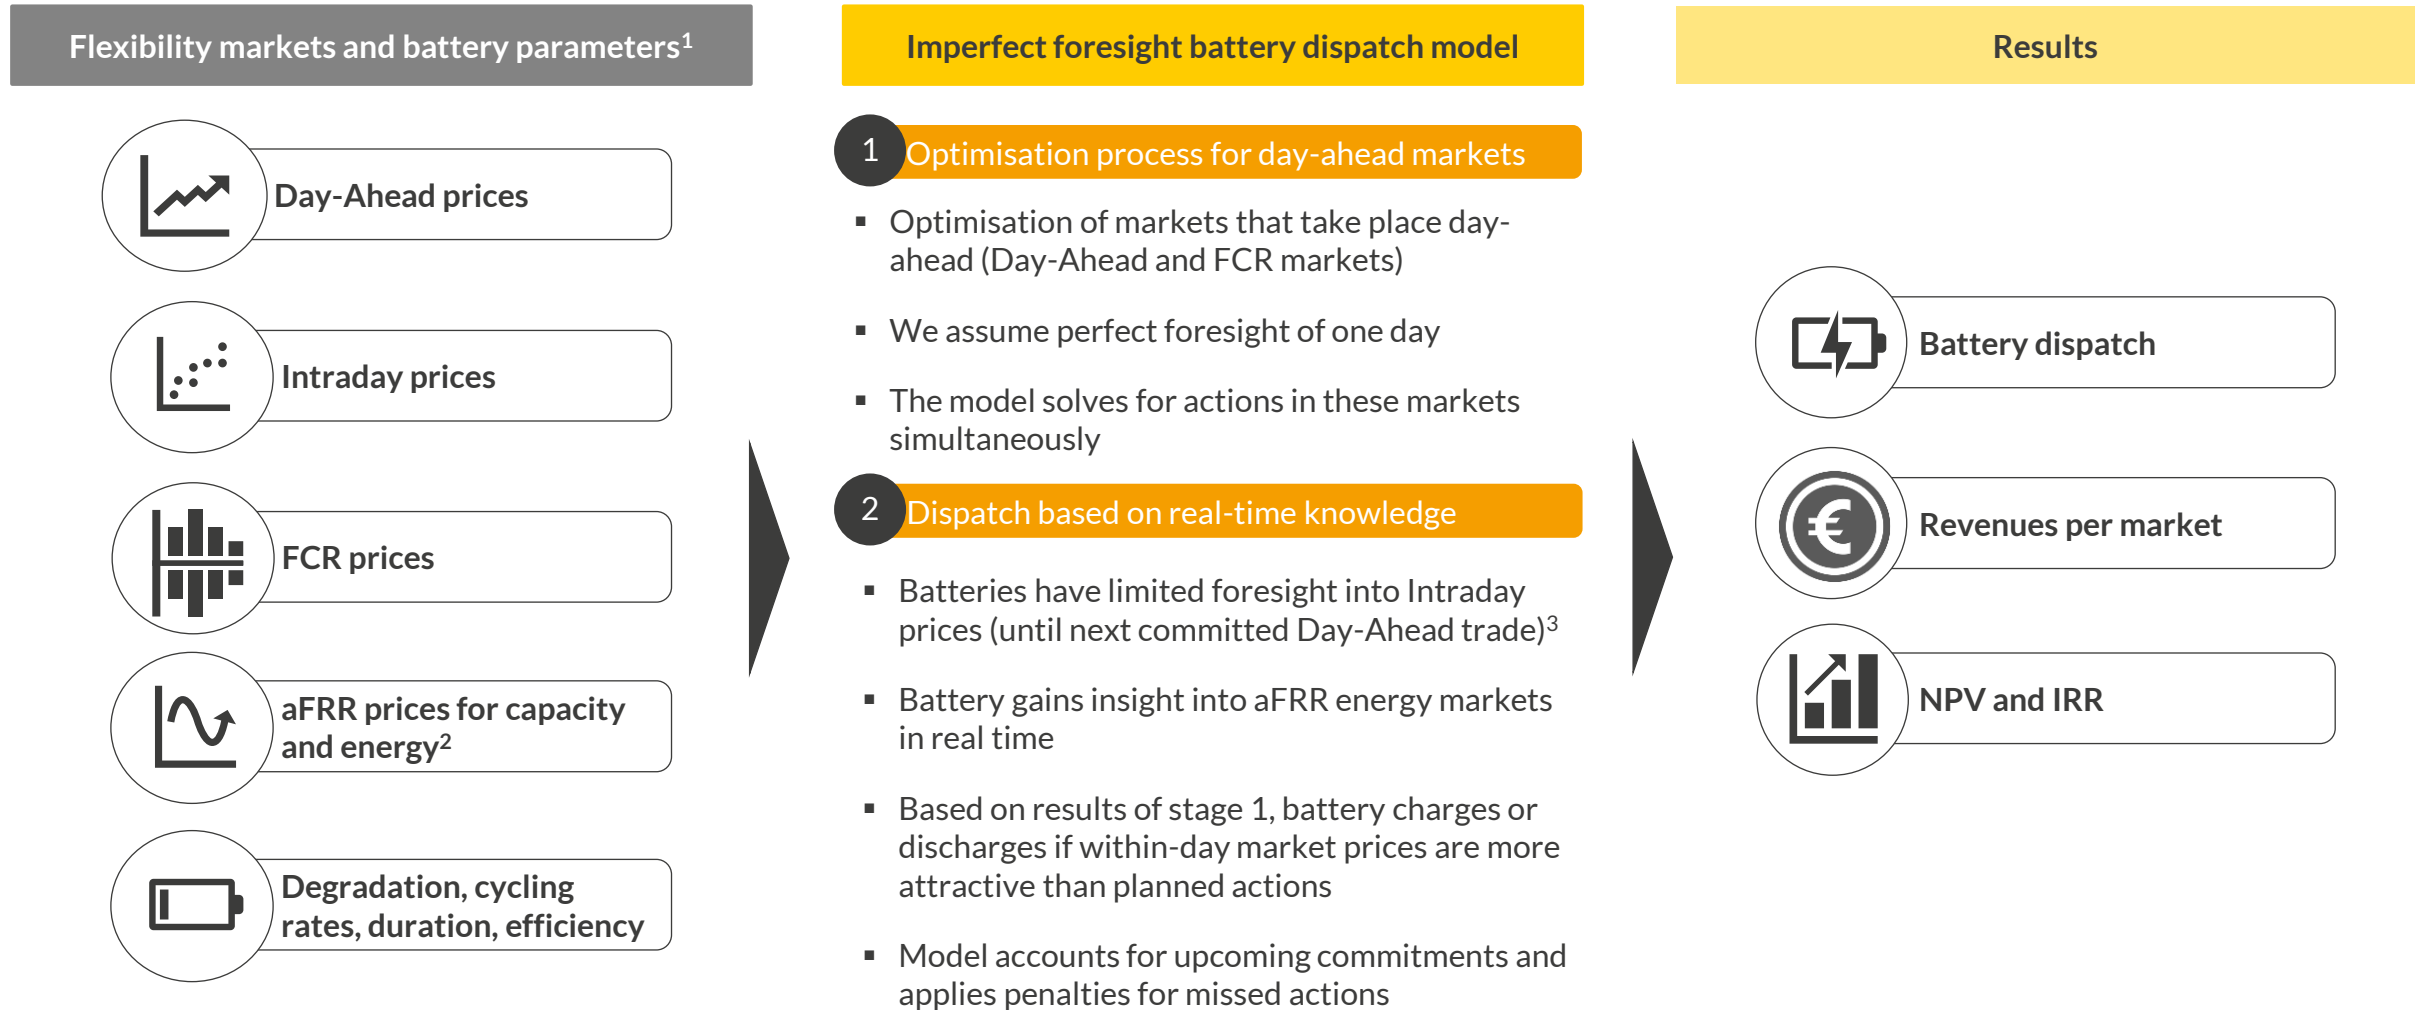 Flexibility markets and battery parameters¹
Day-Ahead prices
Intraday prices
FCR prices
aFRR prices for capacity
and energy²
Degradation, cycling
rates, duration, efficiency
Imperfect foresight battery dispatch model
1
Optimisation process for day-ahead markets
▪ Optimisation of markets that take place day-
ahead (Day-Ahead and FCR markets)
▪ We assume perfect foresight of one day
▪ The model solves for actions in these markets
simultaneously
2
Dispatch based on real-time knowledge
▪ Batteries have limited foresight into Intraday
prices (until next committed Day-Ahead trade)³
▪ Battery gains insight into aFRR energy markets
in real time
▪ Based on results of stage 1, battery charges or
discharges if within-day market prices are more
attractive than planned actions
▪ Model accounts for upcoming commitments and
applies penalties for missed actions
Results
Battery dispatch
€
Revenues per market
NPV and IRR